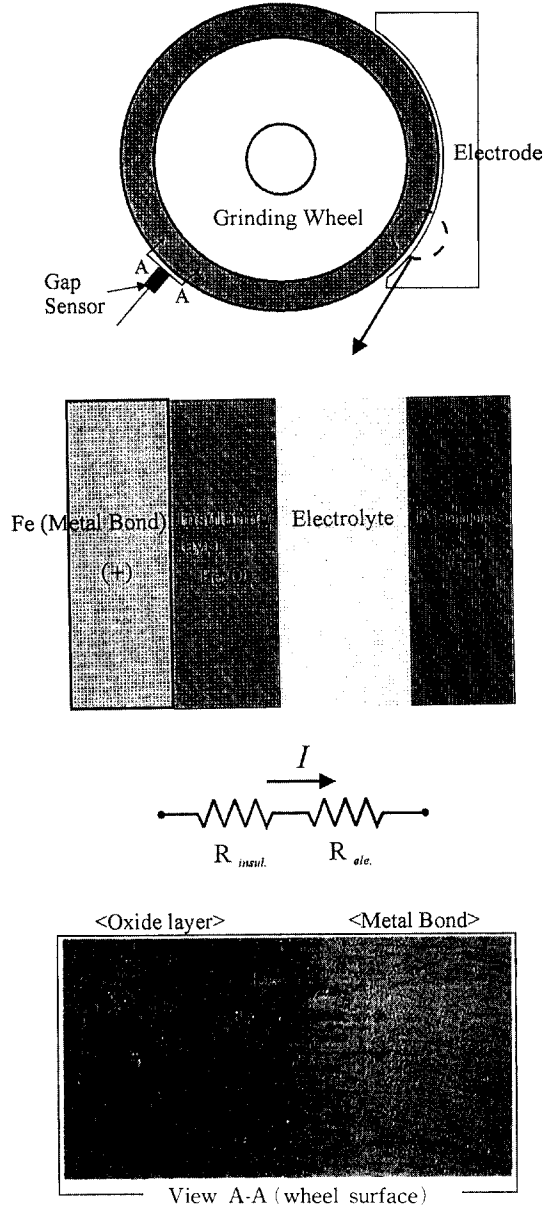 Electrode
Grinding Wheel
A
A
Gap
Sensor
Fe (Metal Bond)
(+)
Electrolyte
I
R insul.
R ele.
<Oxide layer>
<Metal Bond>
View A-A (wheel surface)